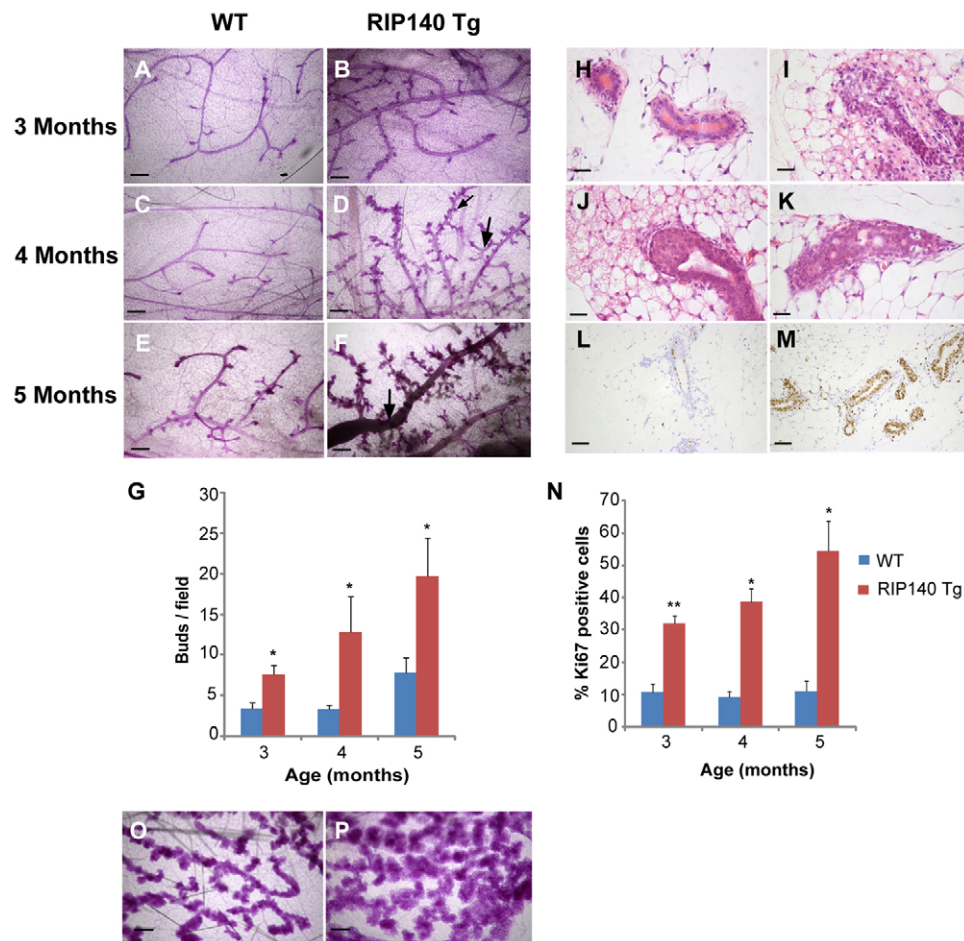 WT RIP140 Tg
3 Months
A B H I
4 Months
C D J K
5 Months
E F L M
G
30
25
20
15
10
5
0
Buds / field
* * *
3 4 5
Age (months)
N
70
60
50
40
30
20
10
0
% Ki67 positive cells
** * *
3 4 5
Age (months)
WT
RIP140 Tg
O P